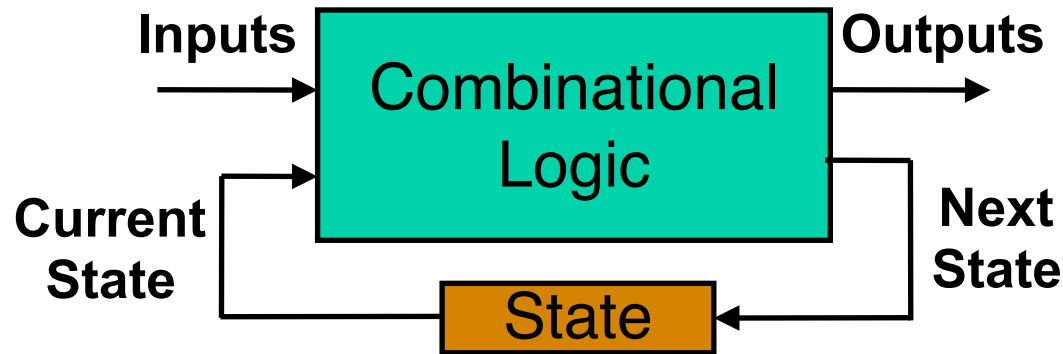 Inputs
Outputs
Combinational
Logic
Current
State
Next
State
State